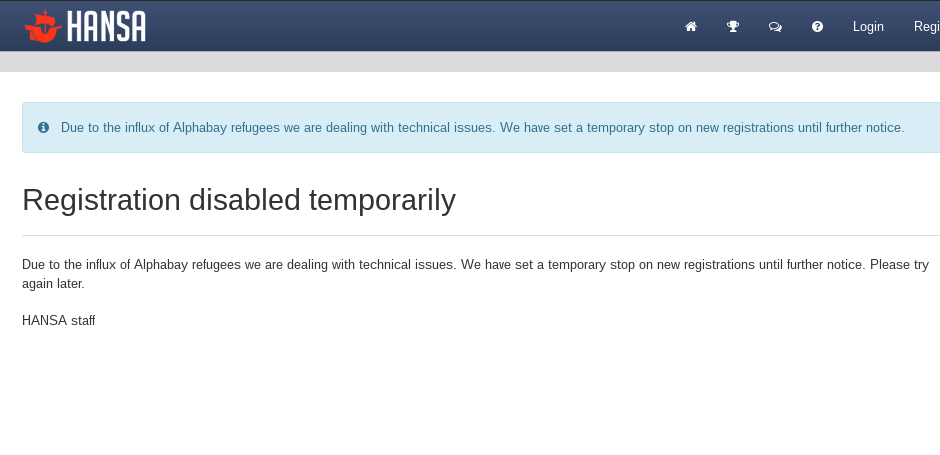 HANSA
Login
Regi
Due to the influx of Alphabay refugees we are dealing with technical issues. We have set a temporary stop on new registrations until further notice.
Registration disabled temporarily
Due to the influx of Alphabay refugees we are dealing with technical issues. We have set a temporary stop on new registrations until further notice. Please try
again later.
HANSA staff